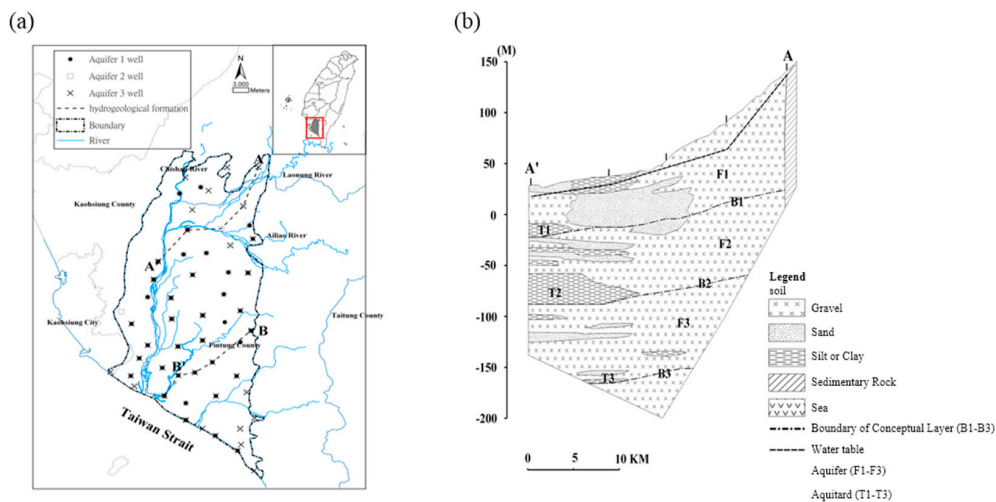 (a)
Aquifer 1 well
Aquifer 2 well
Aquifer 3 well
hydrogeological formation
Boundary
River
N
3,000
Meters
Chishan River
A
Laonung River
Kaohsiung County
Ailiao River
A'
Kaohsiung City
Taitung County
B
Pintung County
B'
Taiwan Strait
(b)
(M)
150
100
50
0
-50
-100
-150
-200
A
A'
F1
B1
T1
F2
B2
T2
F3
B3
T3
0 5 10 KM
Legend
soil
Gravel
Sand
Silt or Clay
Sedimentary Rock
Sea
Boundary of Conceptual Layer (B1-B3)
Water table
Aquifer (F1-F3)
Aquitard (T1-T3)